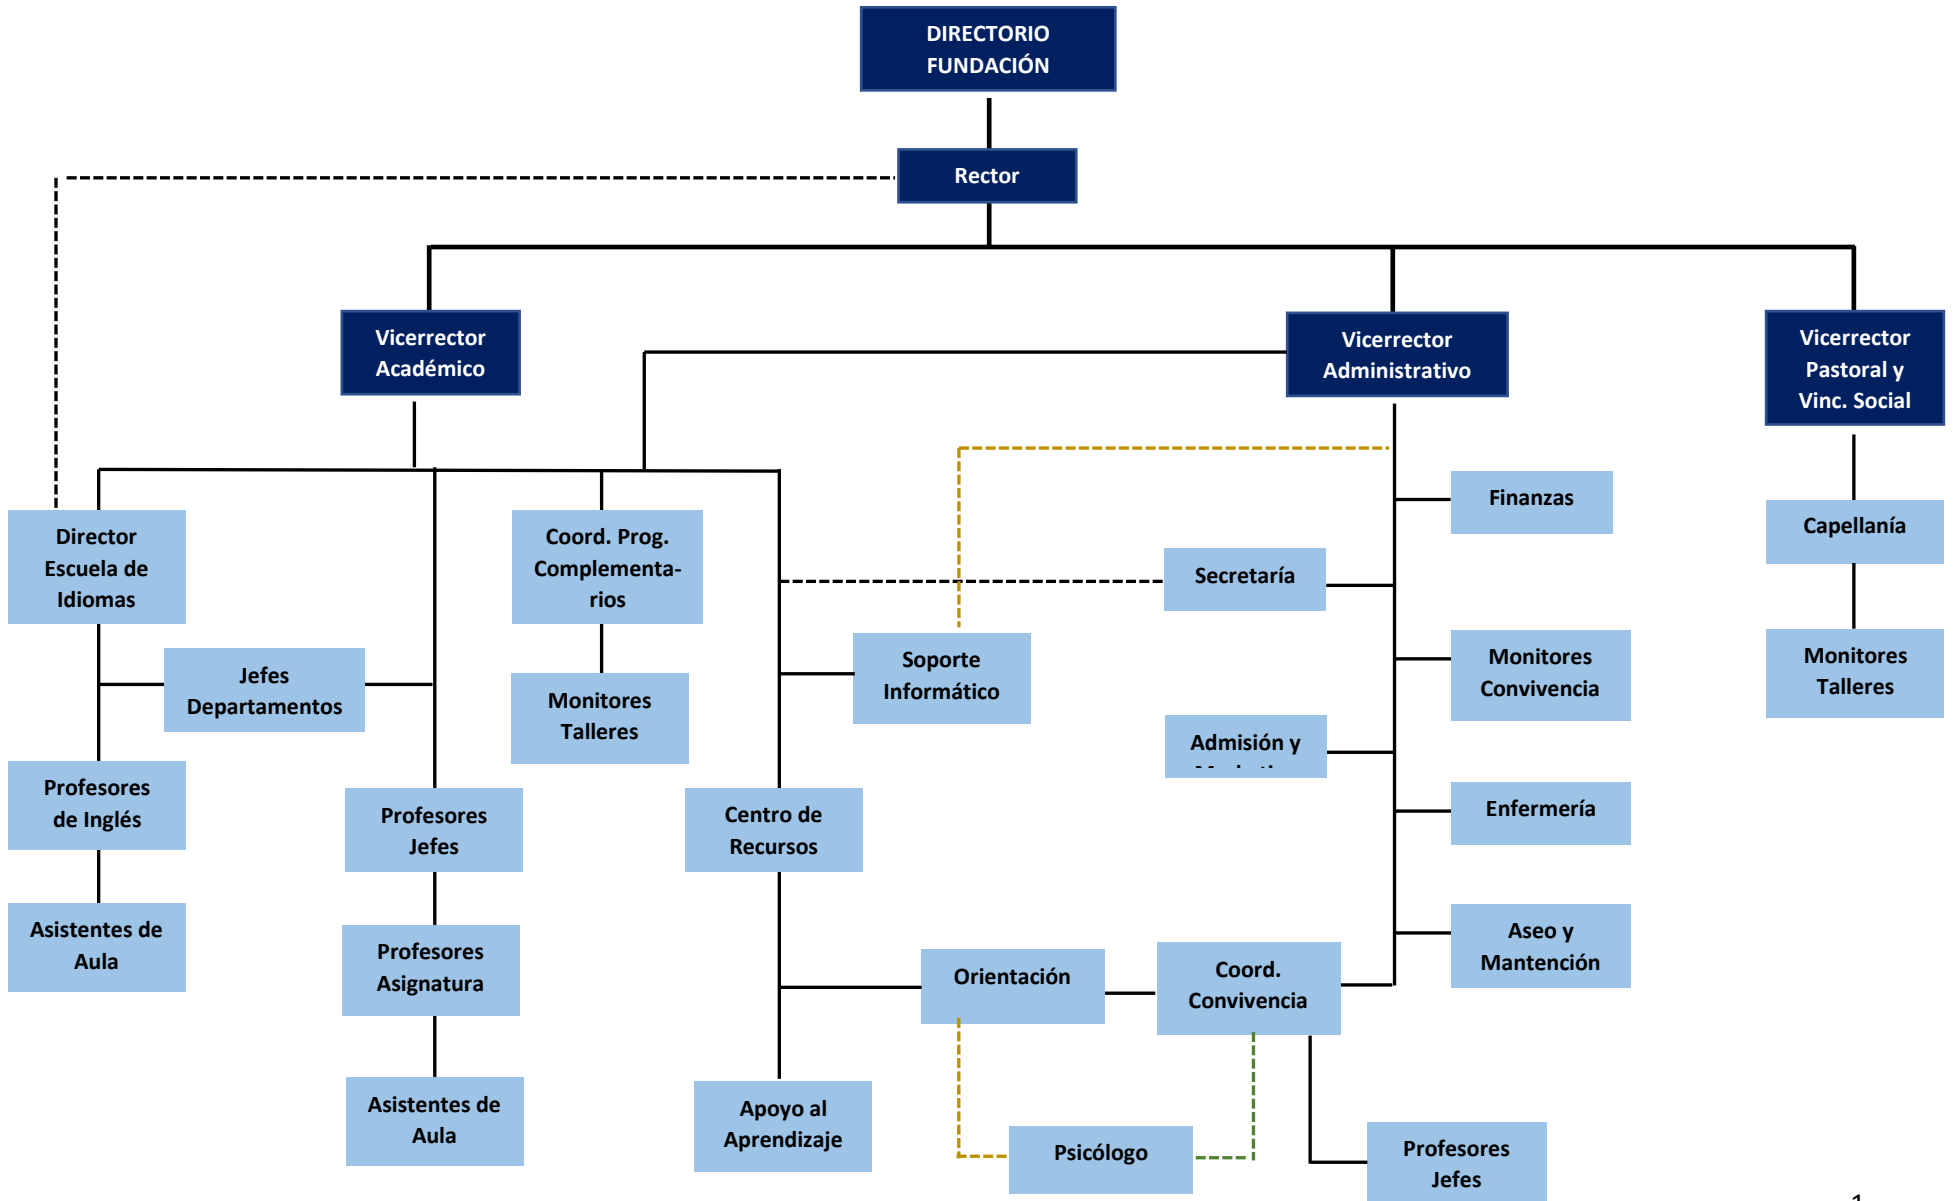 DIRECTORIO
FUNDACIÓN
Rector
Vicerrector
Académico
Vicerrector
Administrativo
Vicerrector
Pastoral y
Vinc. Social
Finanzas
Capellanía
Director
Escuela de
Idiomas
Coord. Prog.
Complementa-
rios
Secretaría
Jefes
Departamentos
Soporte
Informático
Monitores
Convivencia
Monitores
Talleres
Monitores
Talleres
Admisión y
Profesores
de Inglés
Profesores
Jefes
Centro de
Recursos
Enfermería
Asistentes de
Aula
Profesores
Asignatura
Orientación
Coord.
Convivencia
Aseo y
Mantención
Asistentes de
Aula
Apoyo al
Aprendizaje
Psicólogo
Profesores
Jefes